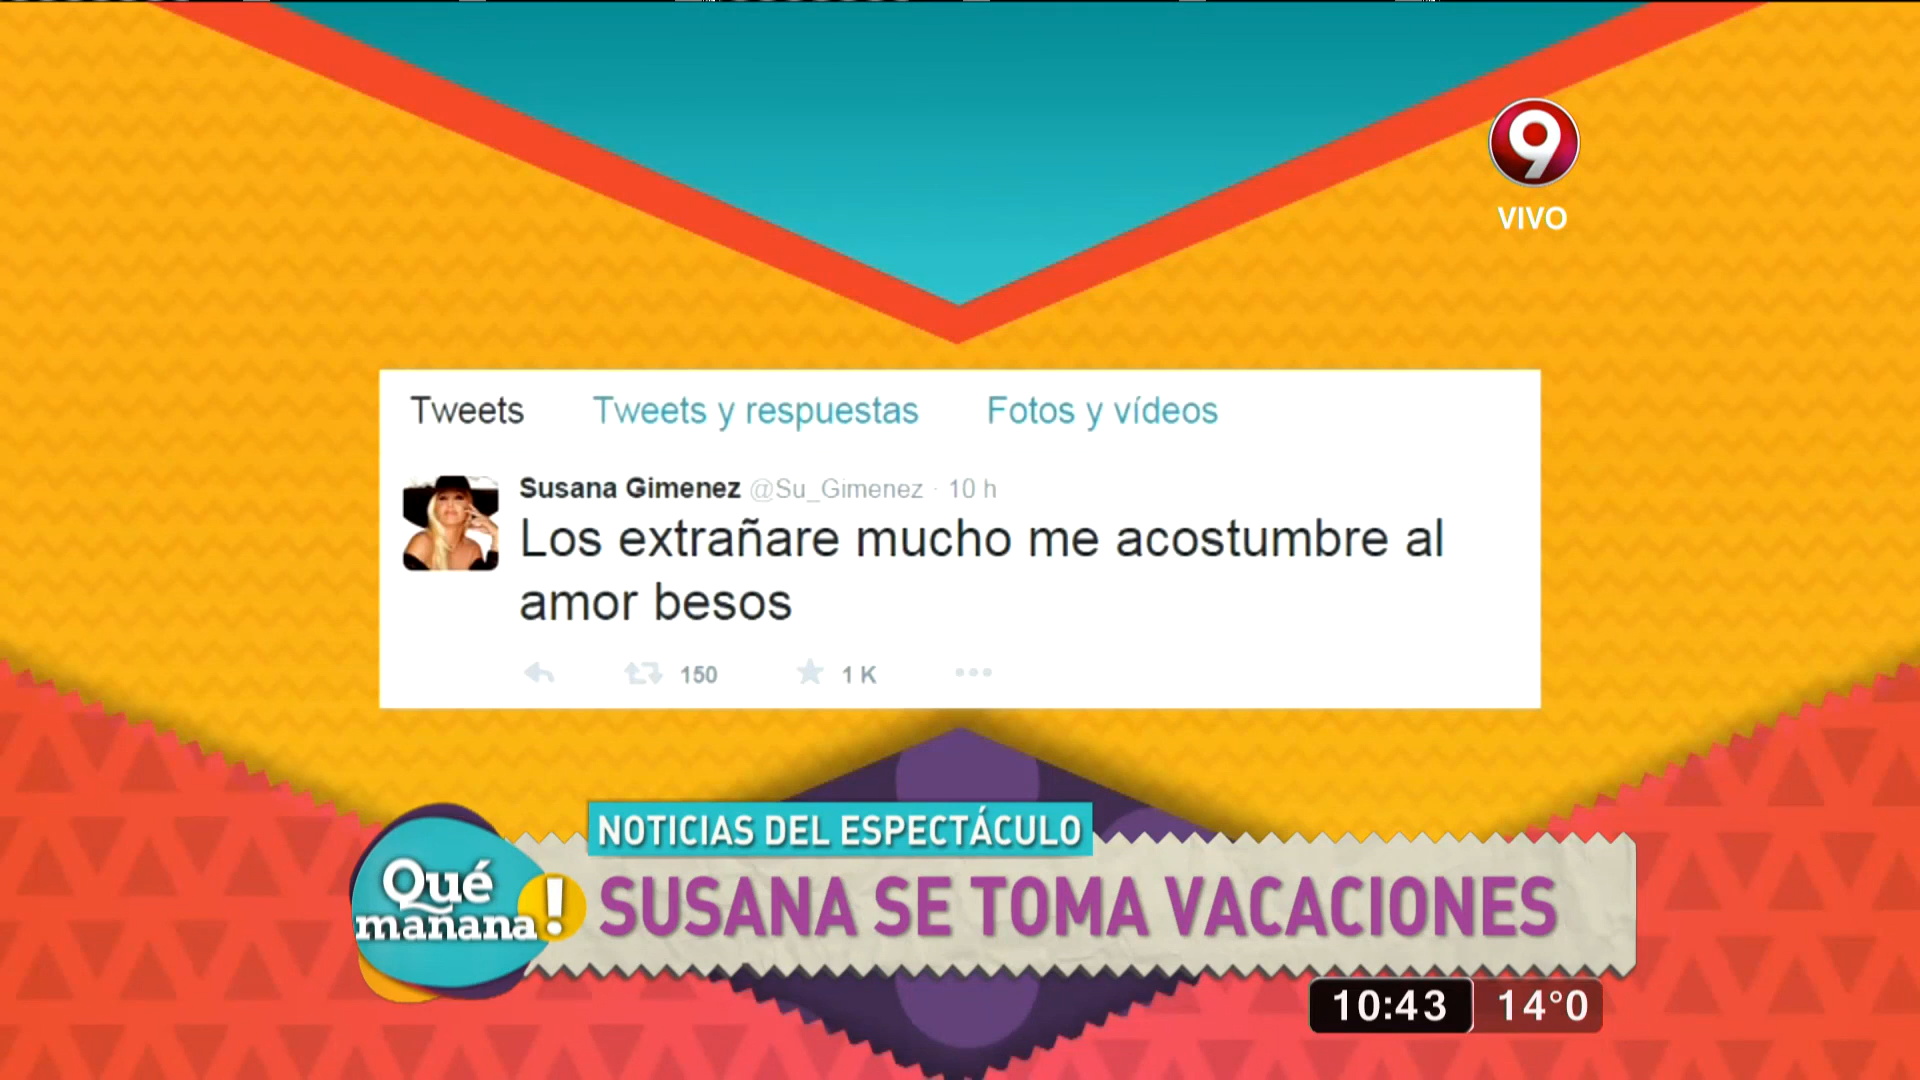 9
VIVO
Tweets Tweets y respuestas Fotos y vídeos
Susana Gimenez @Su_Gimenez · 10 h
Los extrañare mucho me acostumbre al
amor besos
150 1 K
NOTICIAS DEL ESPECTÁCULO
Qué
mañana!
SUSANA SE TOMA VACACIONES
10:43 14°0